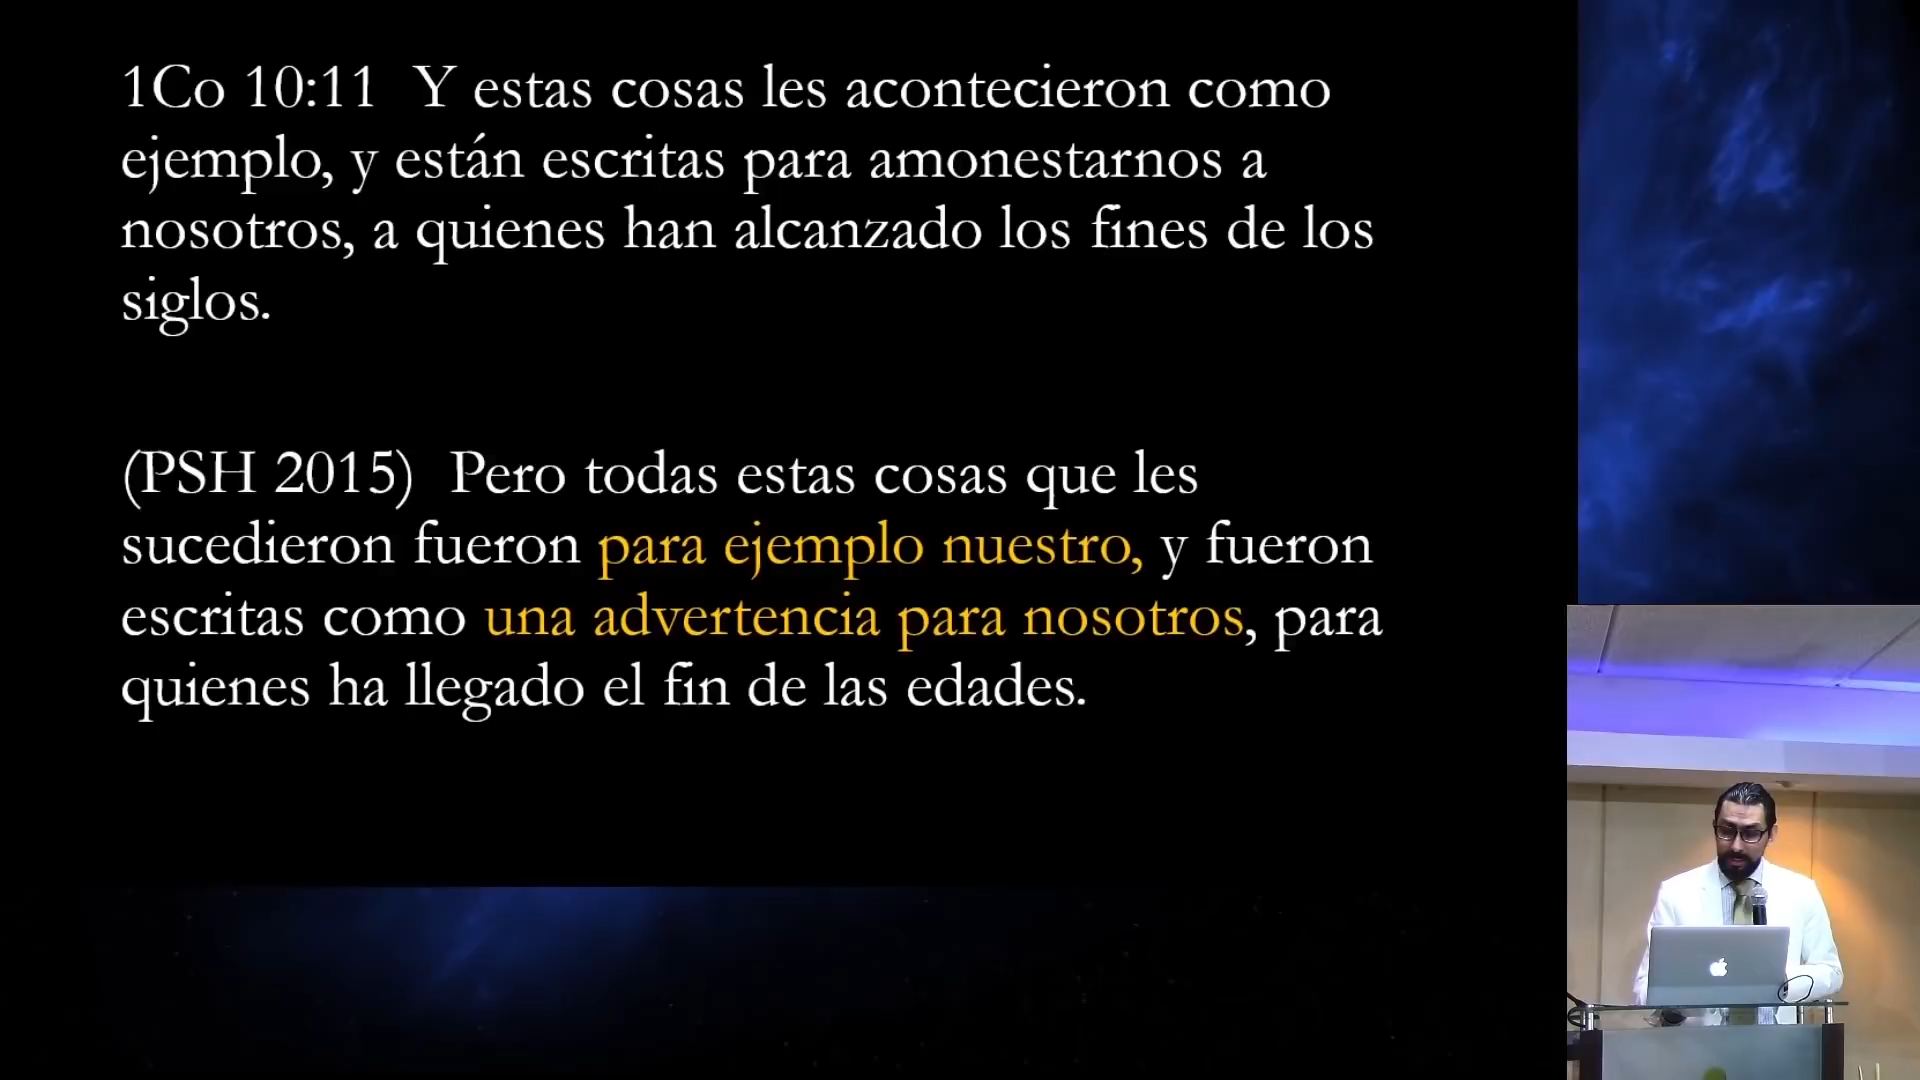 1Co 10:11 Y estas cosas les acontecieron como
ejemplo, y están escritas para amonestarnos a
nosotros, a quienes han alcanzado los fines de los
siglos.
(PSH 2015) Pero todas estas cosas que les
sucedieron fueron para ejemplo nuestro, y fueron
escritas como una advertencia para nosotros, para
quienes ha llegado el fin de las edades.